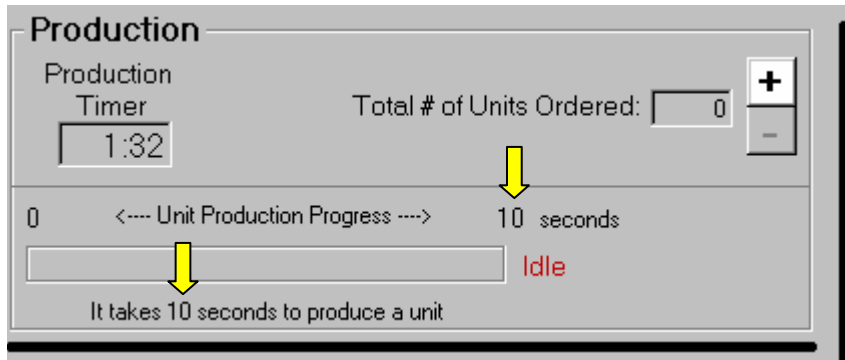 Production
Production
Timer
1:32
Total # of Units Ordered: 0
+
-
0 <---- Unit Production Progress ----> 10 seconds
Idle
It takes 10 seconds to produce a unit